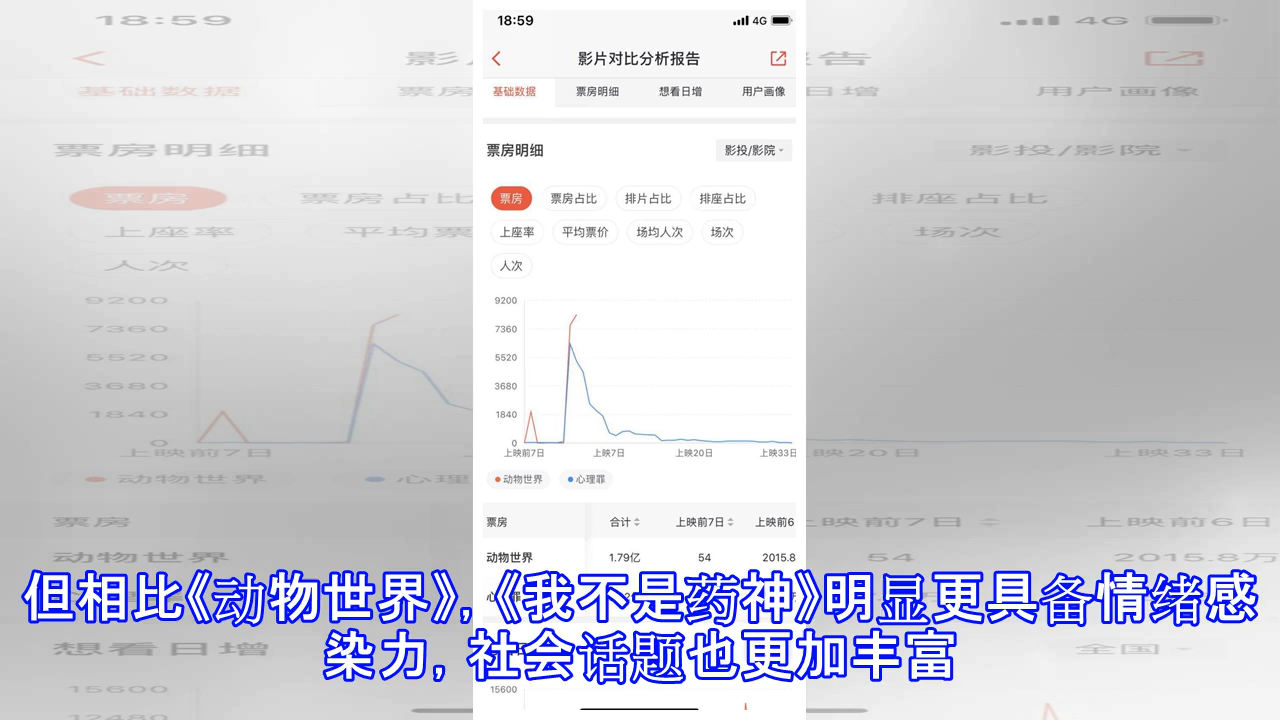 18:59
4G
影片对比分析报告
基础数据 票房明细 想看日增 用户画像
票房明细 影投/影院
票房 票房占比 排片占比 排座占比
上座率 平均票价 场均人次 场次
人次
9200
7360
5520
3680
1840
0
上映前7日 上映7日 上映20日 上映33日
动物世界 心理罪
票房 合计 上映前7日 上映前6
动物世界 1.79亿 54 2015.8
但相比《动物世界》，《我不是药神》明显更具备情绪感
染力，社会话题也更加丰富
15600